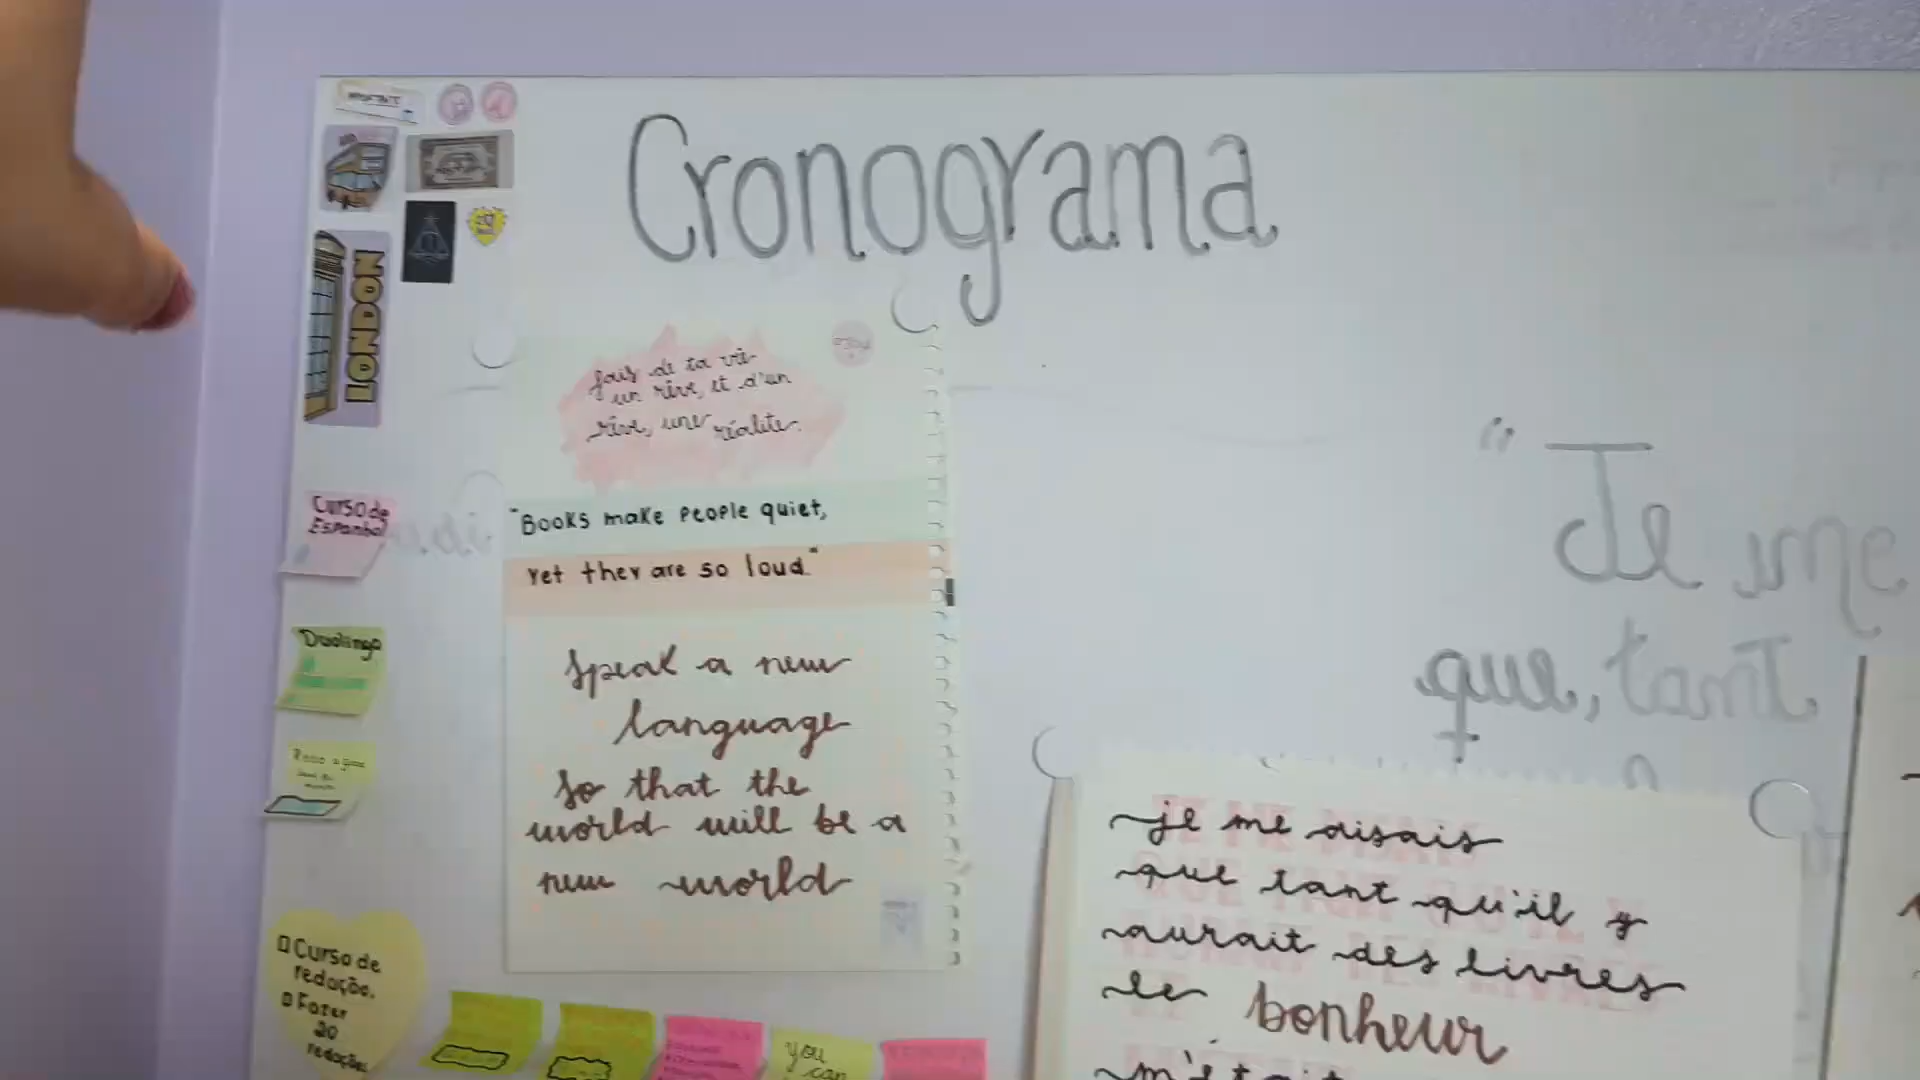 Cronograma
LONDON
fais de ta vie
un rêve, et d'un
rêve, une réalité.
"Books make people quiet,
yet they are so loud."
speak a new
language
so that the
world will be a
new world
Curso de
Espanhol
Duolingo
Curso de
redação.
Fazer
20
redações
you
can
"Je me
que, tant
je me disais
que tant qu'il y
aurait des livres
le bonheur
m'était